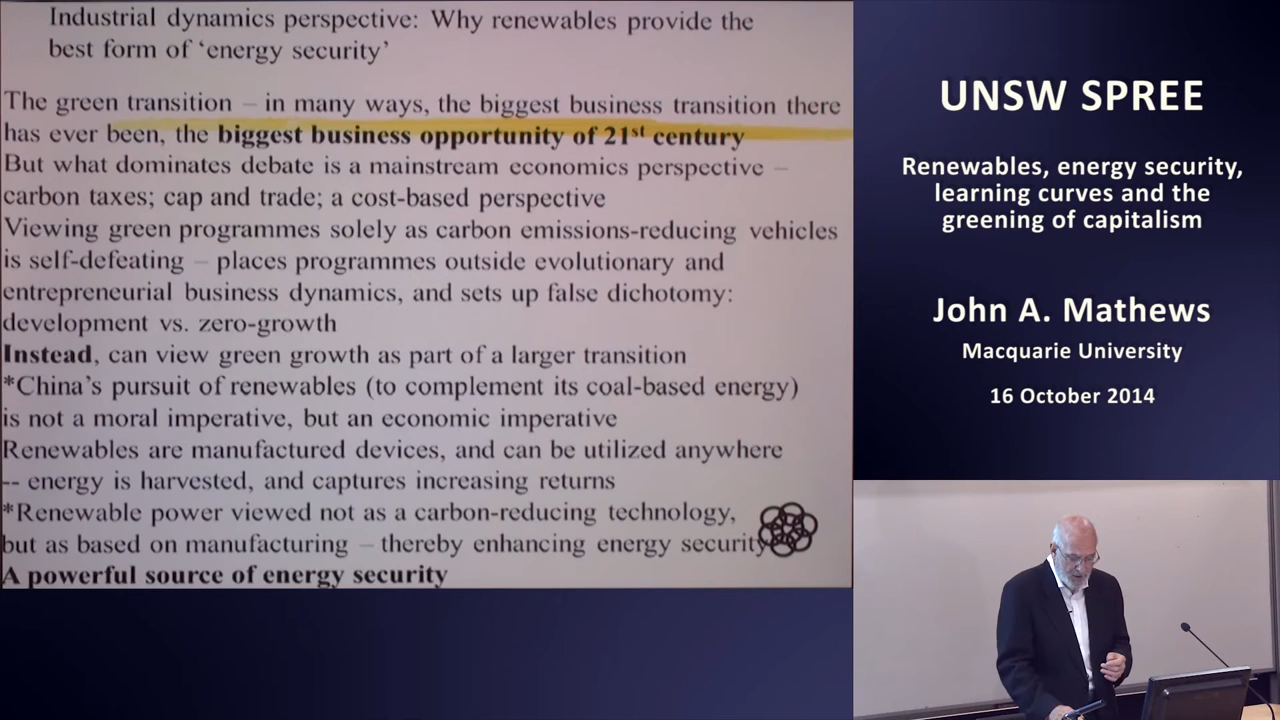 Industrial dynamics perspective: Why renewables provide the
best form of ‘energy security’
The green transition – in many ways, the biggest business transition there
has ever been, the biggest business opportunity of 21st century
But what dominates debate is a mainstream economics perspective –
carbon taxes; cap and trade; a cost-based perspective
Viewing green programmes solely as carbon emissions-reducing vehicles
is self-defeating – places programmes outside evolutionary and
entrepreneurial business dynamics, and sets up false dichotomy:
development vs. zero-growth
Instead, can view green growth as part of a larger transition
*China’s pursuit of renewables (to complement its coal-based energy)
is not a moral imperative, but an economic imperative
Renewables are manufactured devices, and can be utilized anywhere
-- energy is harvested, and captures increasing returns
*Renewable power viewed not as a carbon-reducing technology,
but as based on manufacturing – thereby enhancing energy security
A powerful source of energy security
UNSW SPREE
Renewables, energy security,
learning curves and the
greening of capitalism
John A. Mathews
Macquarie University
16 October 2014